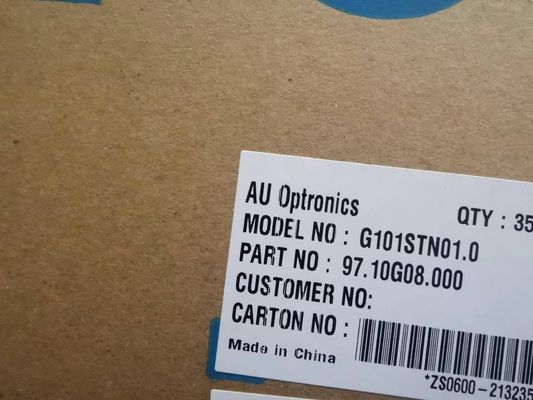 AU Optronics QTY : 35
MODEL NO : G101STN01.0
PART NO : 97.10G08.000
CUSTOMER NO:
CARTON NO :
*ZS0600-213235
Made in China